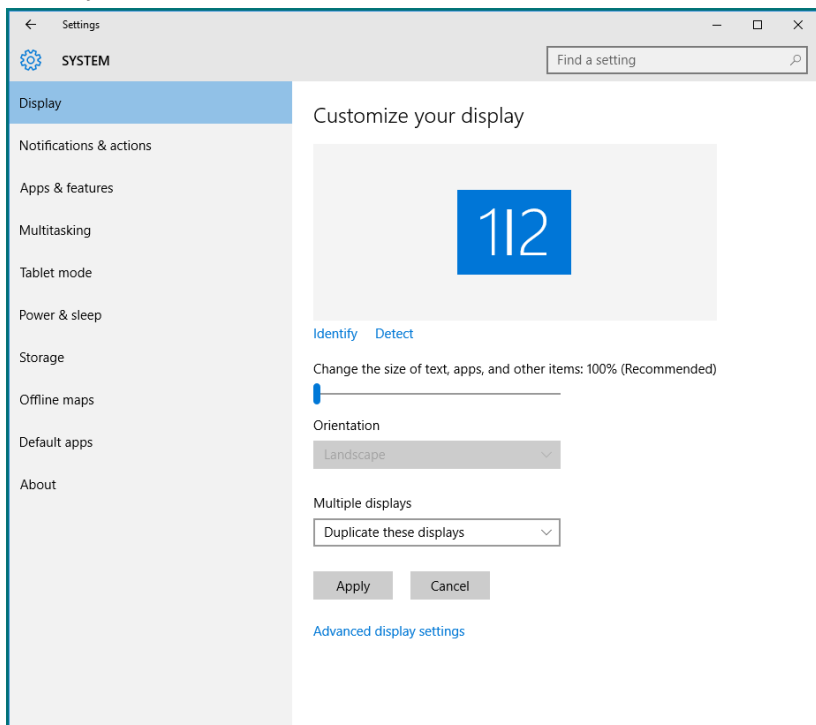 Settings
SYSTEM
Find a setting
Display
Notifications & actions
Apps & features
Multitasking
Tablet mode
Power & sleep
Storage
Offline maps
Default apps
About
Customize your display
1|2
Identify Detect
Change the size of text, apps, and other items: 100% (Recommended)
Orientation
Landscape
Multiple displays
Duplicate these displays
Apply Cancel
Advanced display settings